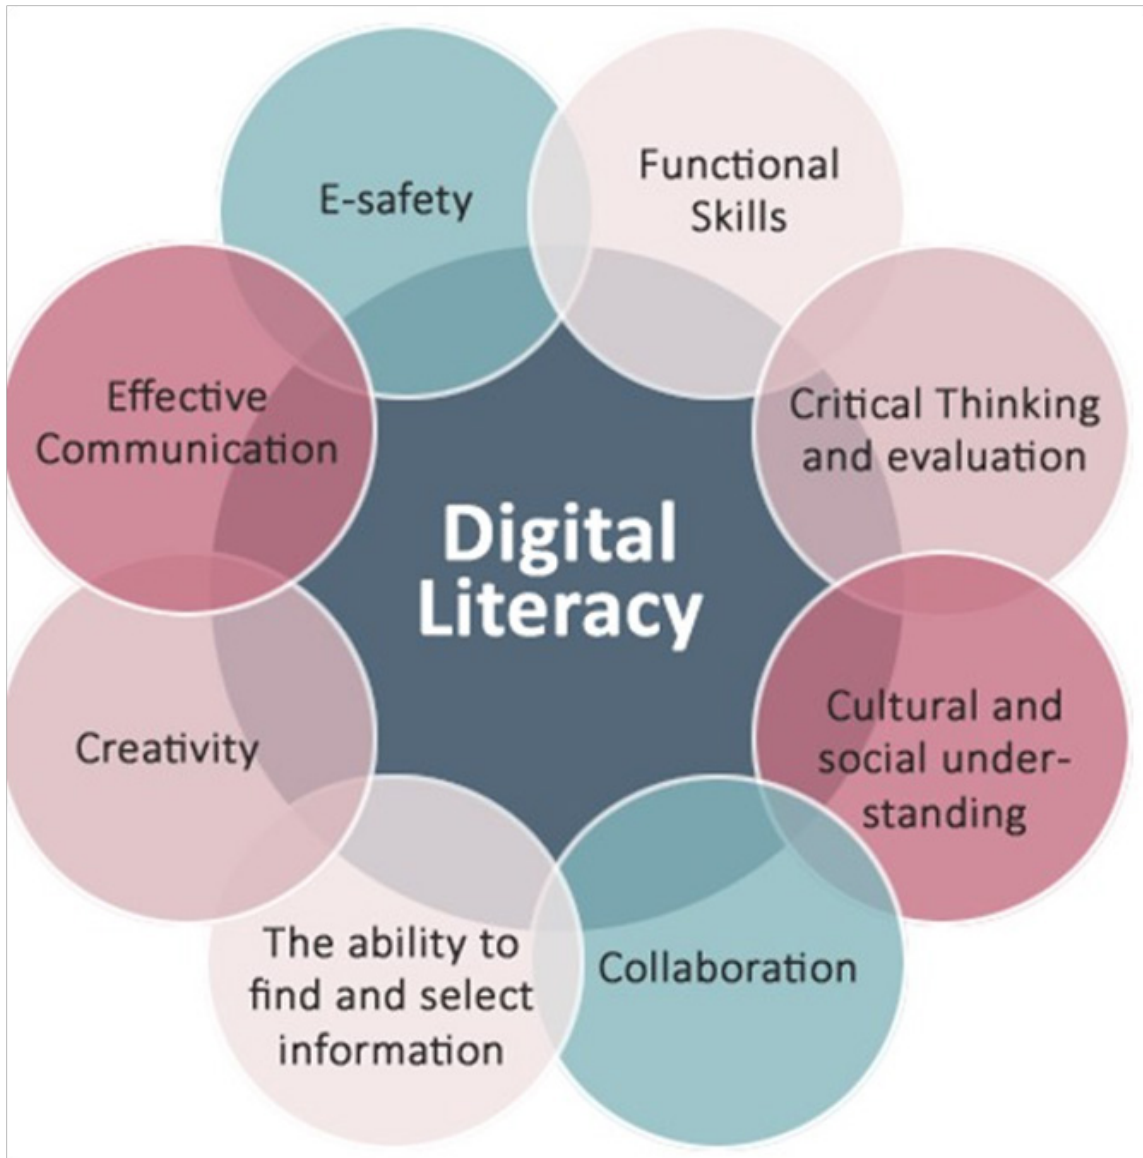 E-safety
Functional
Skills
Effective
Communication
Critical Thinking
and evaluation
Digital
Literacy
Creativity
Cultural and
social under-
standing
The ability to
find and select
information
Collaboration